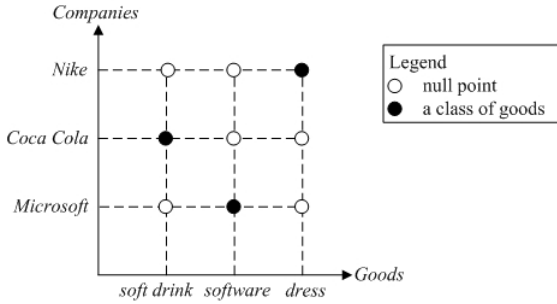 Companies
Nike
Coca Cola
Microsoft
soft drink software dress
Goods
Legend
null point
a class of goods